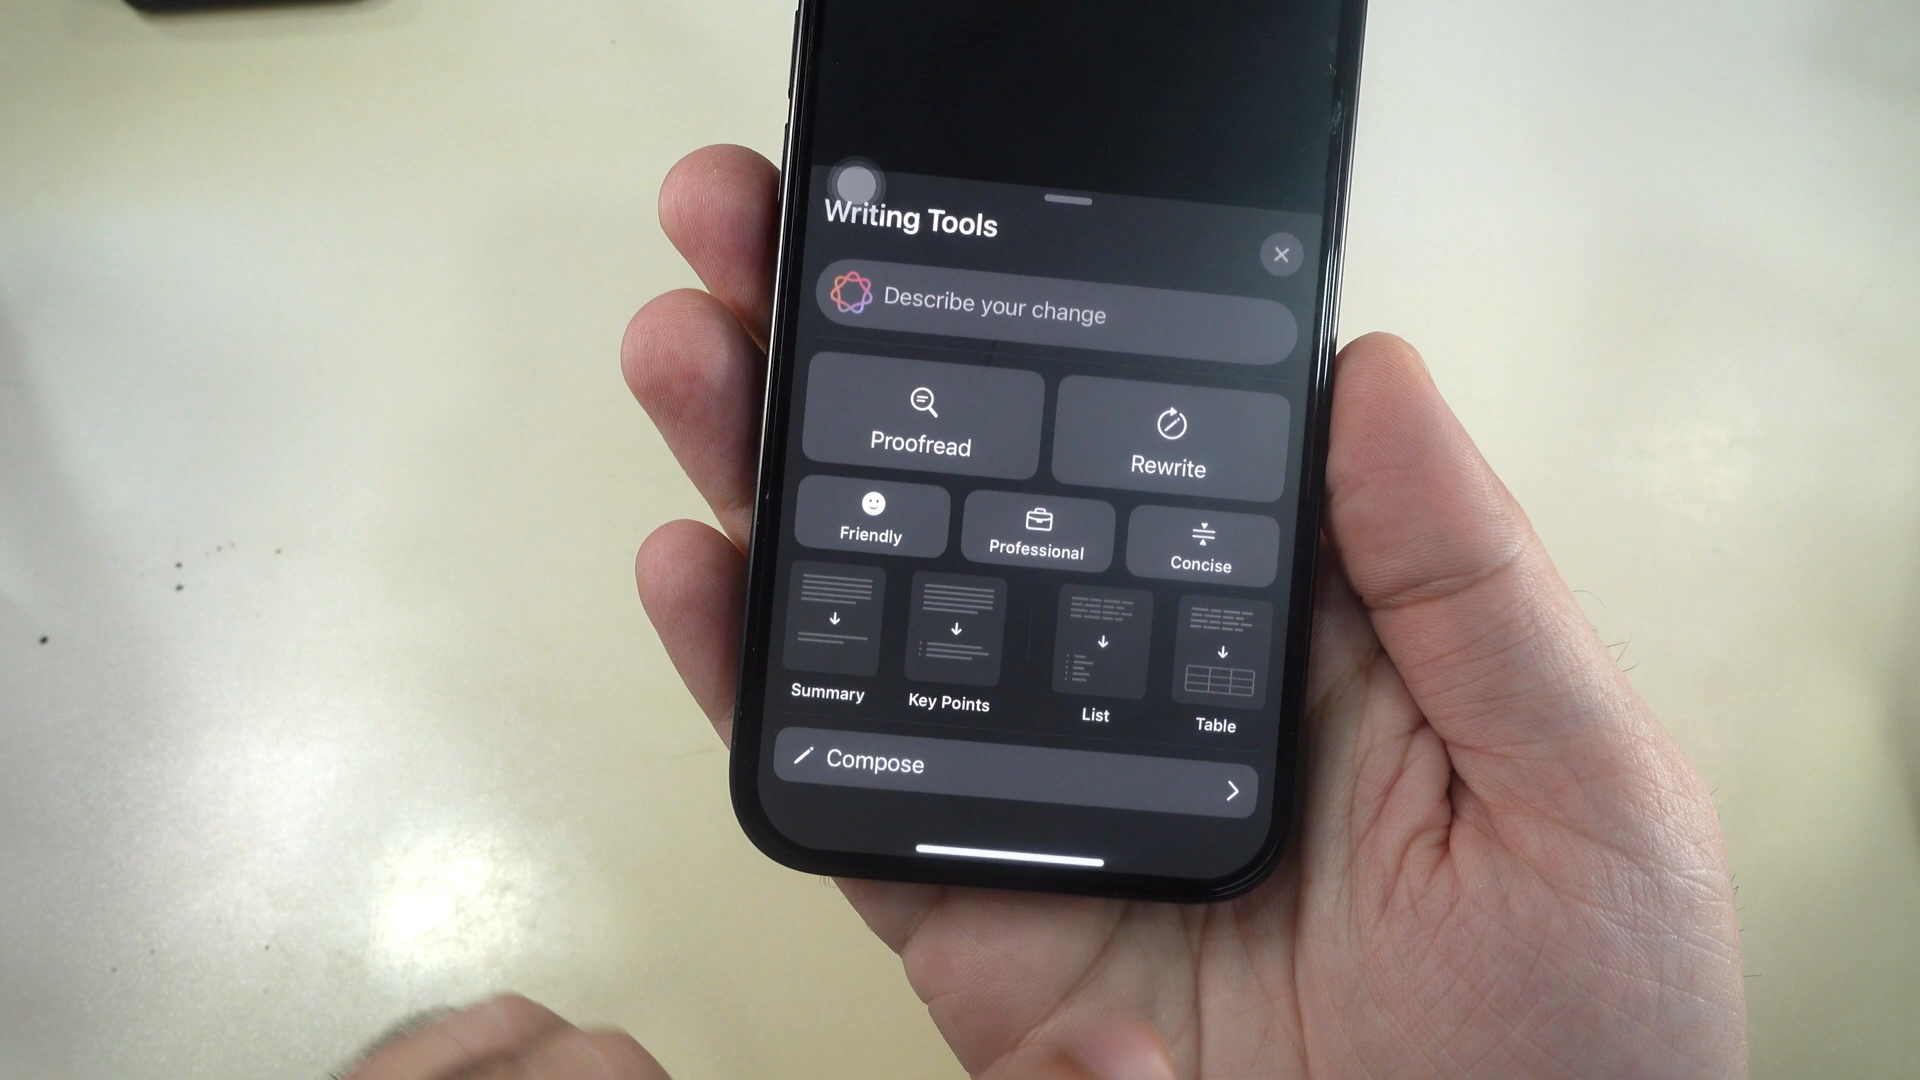 Writing Tools
Describe your change
Proofread
Rewrite
Friendly
Professional
Concise
Summary
Key Points
List
Table
Compose